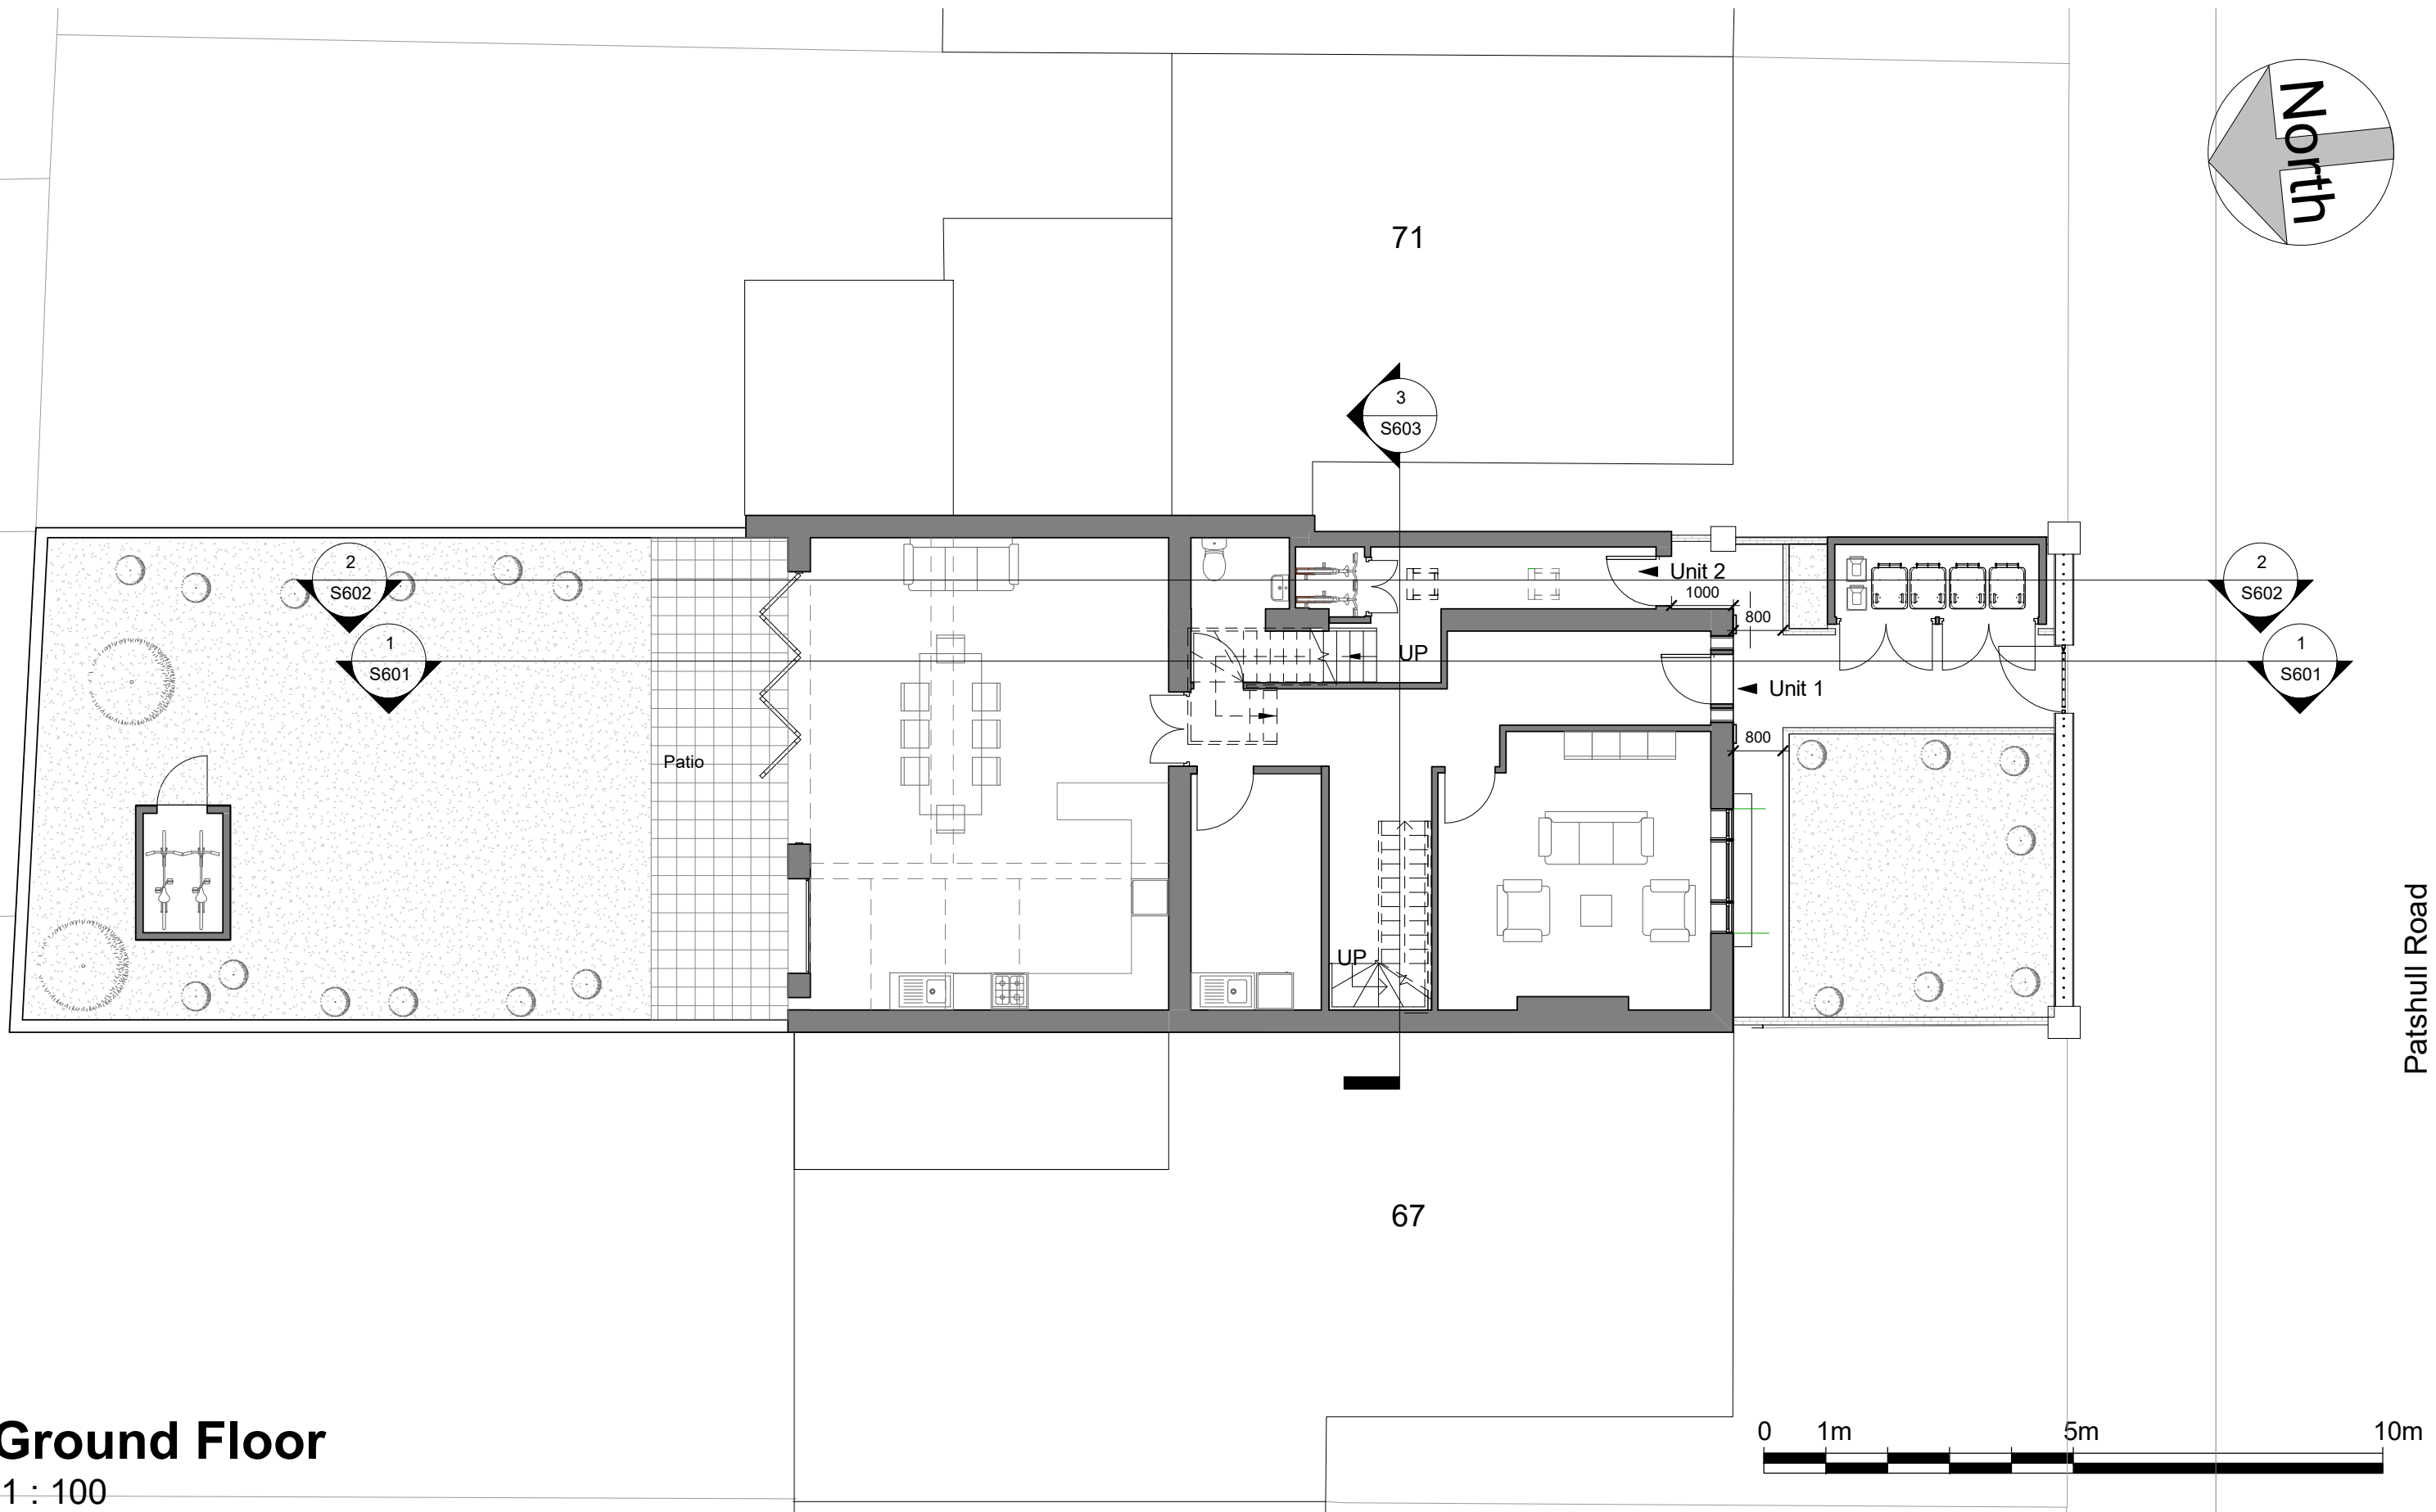 North
71
3
S603
2
S602
Unit 2
1000
800
2
S602
1
S601
UP
1
S601
Unit 1
800
Patio
UP
Patshull Road
67
Ground Floor
1 : 100
0 1m 5m 10m